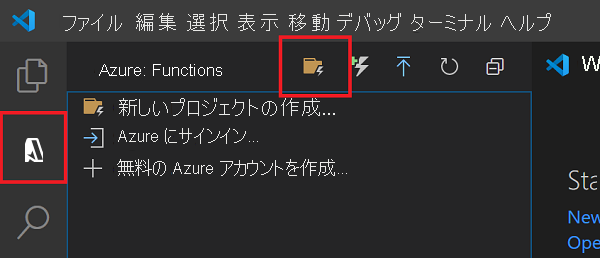 ファイル 編集 選択 表示 移動 デバッグ ターミナル ヘルプ
Azure: Functions
新しいプロジェクトの作成...
Azure にサインイン...
無料の Azure アカウントを作成...
W
Sta
New
Ope